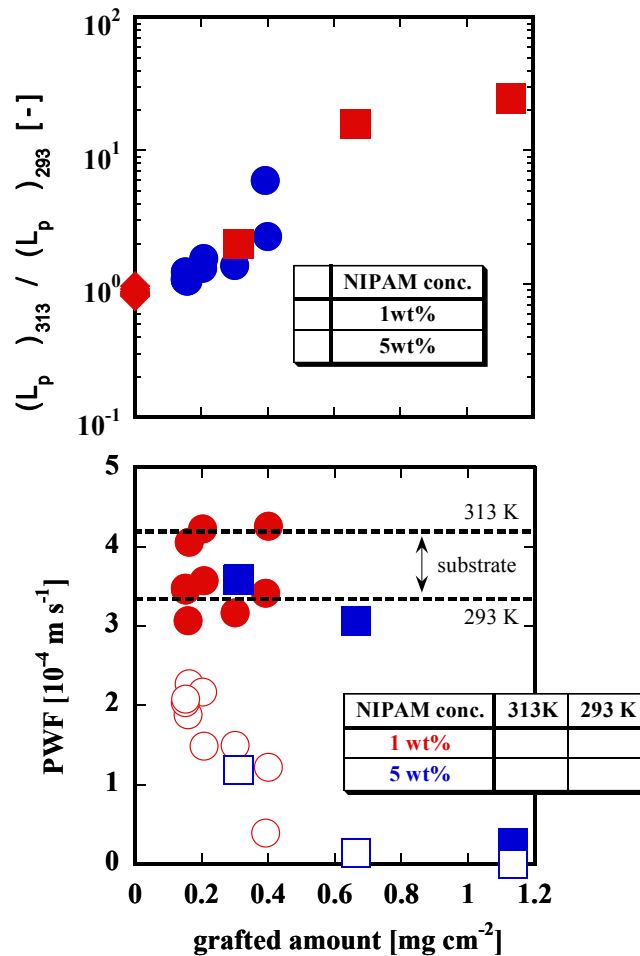 (L_p)_313 / (L_p)_293 [-]
10^2
10^1
10^0
10^-1
NIPAM conc.
1wt%
5wt%
PWF [10^-4 m s^-1]
5
4
3
2
1
0
313 K
substrate
293 K
NIPAM conc. 313K 293 K
1 wt%
5 wt%
0 0.2 0.4 0.6 0.8 1 1.2
grafted amount [mg cm^-2]